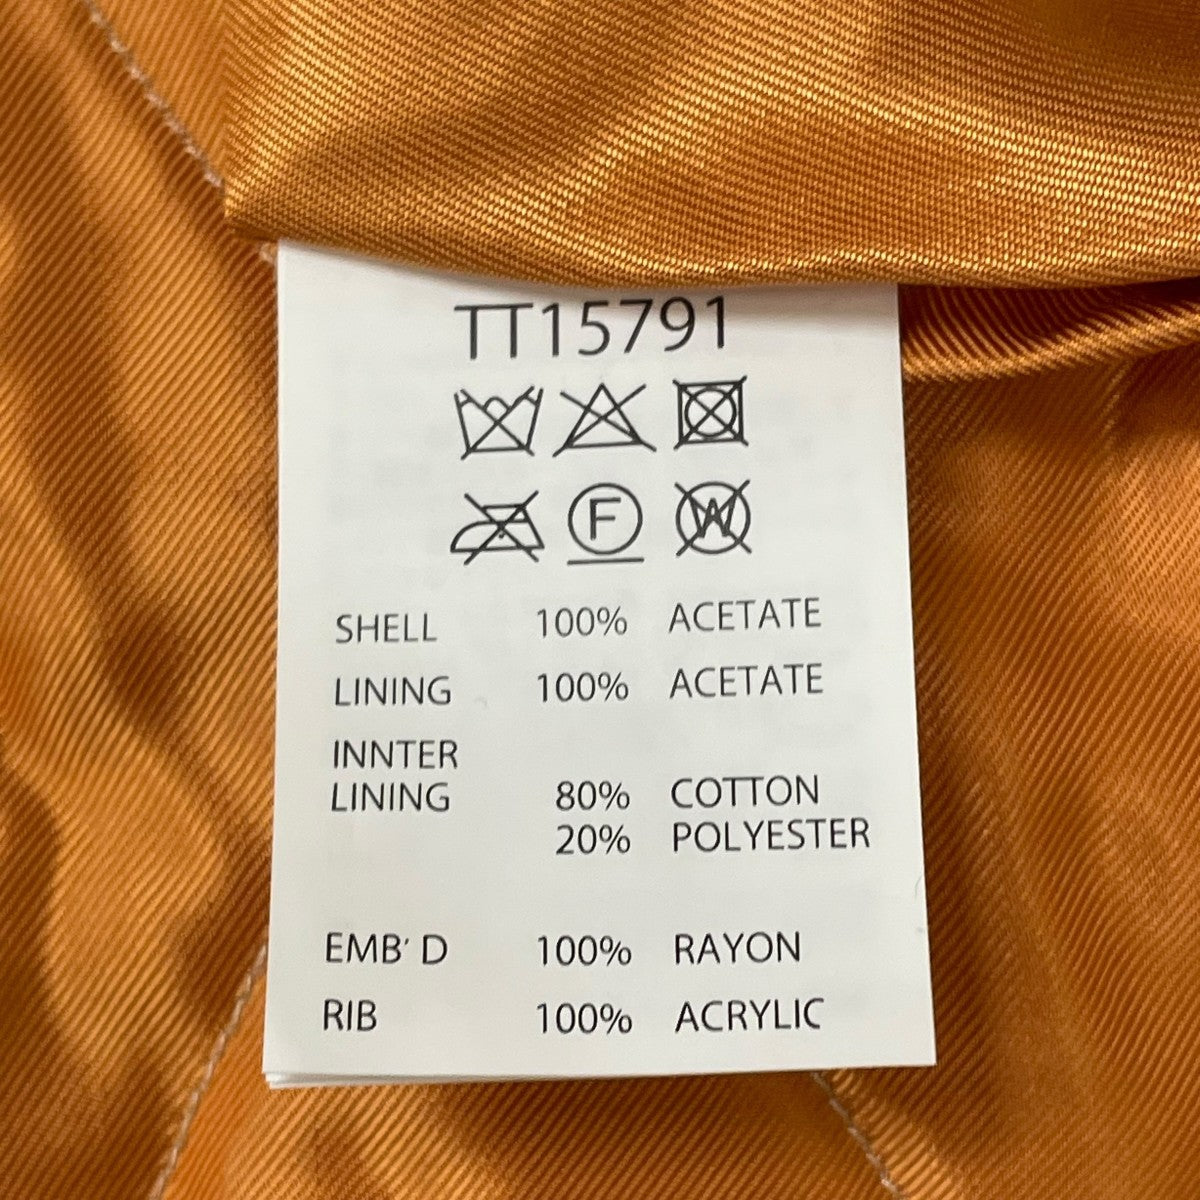 TT15791
F
W
SHELL 100% ACETATE
LINING 100% ACETATE
INNTER
LINING 80% COTTON
20% POLYESTER
EMB' D 100% RAYON
RIB 100% ACRYLIC